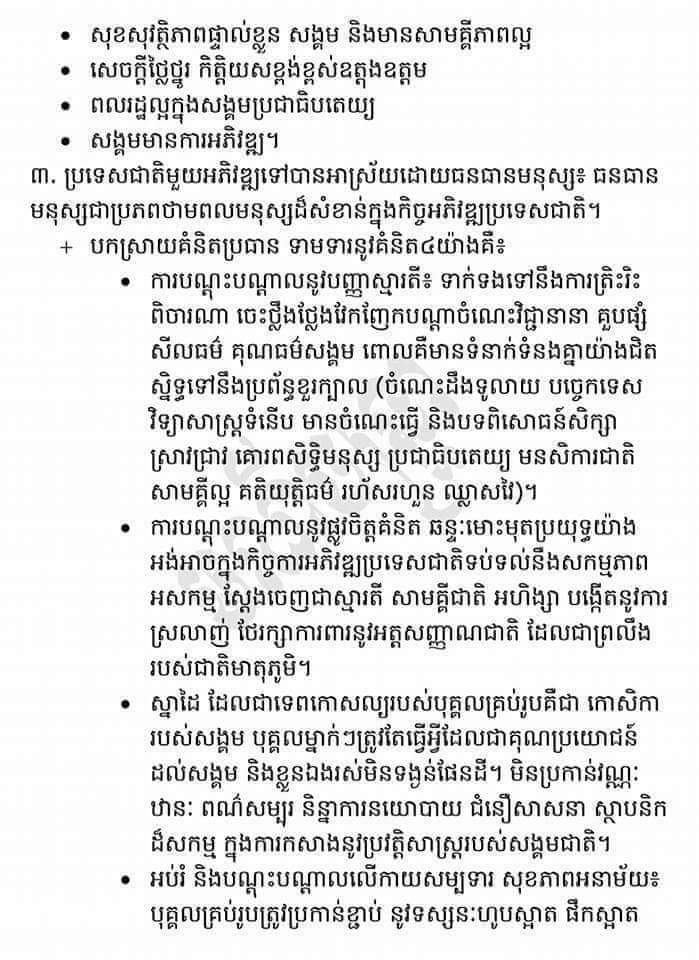 • សុខសុវត្ថិភាពផ្ទាល់ខ្លួន សង្គម និងមានសាមគ្គីភាពល្អ
• សេចក្ដីថ្លៃថ្នូរ កិត្តិយសខ្ពង់ខ្ពស់ឧត្តុងឧត្តម
• ពលរដ្ឋល្អក្នុងសង្គមប្រជាធិបតេយ្យ
• សង្គមមានការអភិវឌ្ឍ។
៣. ប្រទេសជាតិមួយអភិវឌ្ឍទៅបានអាស្រ័យដោយធនធានមនុស្ស៖ ធនធាន
មនុស្សជាប្រភពថាមពលមនុស្សដ៏សំខាន់ក្នុងកិច្ចអភិវឌ្ឍប្រទេសជាតិ។
+ បកស្រាយគំនិតប្រធាន ទាមទារនូវគំនិត៤យ៉ាងគឺ៖
• ការបណ្ដុះបណ្ដាលនូវបញ្ញាស្មារតី៖ ទាក់ទងទៅនឹងការត្រិះរិះ
ពិចារណា ចេះថ្លឹងថ្លែងវែកញែកបណ្ដាចំណេះវិជ្ជានានា គួបផ្សំ
សីលធម៌ គុណធម៌សង្គម ពោលគឺមានទំនាក់ទំនងគ្នាយ៉ាងជិត
ស្និទ្ធទៅនឹងប្រព័ន្ធខួរក្បាល (ចំណេះដឹងទូលាយ បច្ចេកទេស
វិទ្យាសាស្ត្រទំនើប មានចំណេះធ្វើ និងបទពិសោធន៍សិក្សា
ស្រាវជ្រាវ គោរពសិទ្ធិមនុស្ស ប្រជាធិបតេយ្យ មនសិការជាតិ
សាមគ្គីល្អ គតិយុត្តិធម៌ រហ័សរហួន ឈ្លាសវៃ)។
• ការបណ្ដុះបណ្ដាលនូវផ្លូវចិត្តគំនិត ឆន្ទៈមោះមុតប្រយុទ្ធយ៉ាង
អង់អាចក្នុងកិច្ចការអភិវឌ្ឍប្រទេសជាតិទប់ទល់នឹងសកម្មភាព
អសកម្ម ស្ដែងចេញជាស្មារតី សាមគ្គីជាតិ អហិង្សា បង្កើតនូវការ
ស្រលាញ់ ថែរក្សាការពារនូវអត្តសញ្ញាណជាតិ ដែលជាព្រលឹង
របស់ជាតិមាតុភូមិ។
• ស្នាដៃ ដែលជាទេពកោសល្យរបស់បុគ្គលគ្រប់រូបគឺជា កោសិកា
របស់សង្គម បុគ្គលម្នាក់ៗត្រូវតែធ្វើអ្វីដែលជាគុណប្រយោជន៍
ដល់សង្គម និងខ្លួនឯងរស់មិនទង្ងន់ផែនដី។ មិនប្រកាន់វណ្ណៈ
ឋានៈ ពណ៌សម្បុរ និន្នាការនយោបាយ ជំនឿសាសនា ស្ថាបនិក
ដ៏សកម្ម ក្នុងការកសាងនូវប្រវត្តិសាស្ត្ររបស់សង្គមជាតិ។
• អប់រំ និងបណ្ដុះបណ្ដាលលើកាយសម្បទារ សុខភាពអនាម័យ៖
បុគ្គលគ្រប់រូបត្រូវប្រកាន់ខ្ជាប់ នូវទស្សនៈហូបស្អាត ផឹកស្អាត